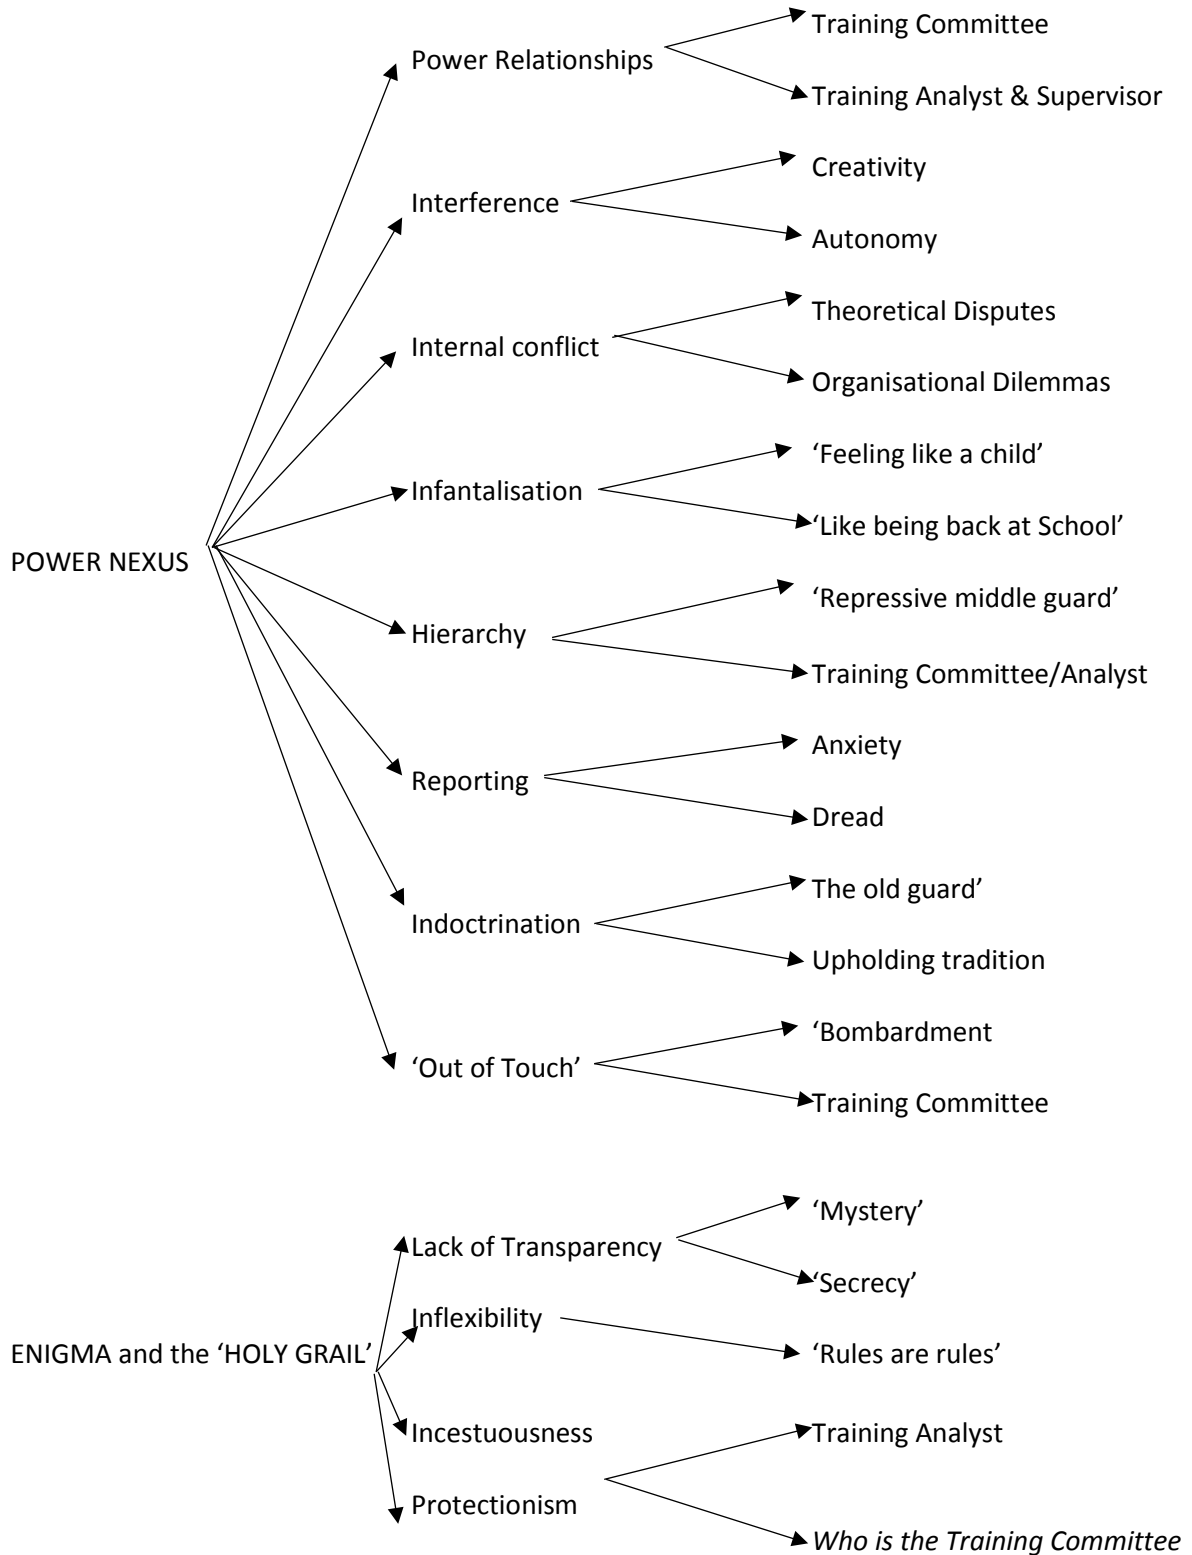 Training Committee
Power Relationships
Training Analyst & Supervisor
Creativity
Interference
Autonomy
Theoretical Disputes
Internal conflict
Organisational Dilemmas
‘Feeling like a child’
Infantalisation
‘Like being back at School’
POWER NEXUS
‘Repressive middle guard’
Hierarchy
Training Committee/Analyst
Anxiety
Reporting
Dread
The old guard’
Indoctrination
Upholding tradition
‘Bombardment
‘Out of Touch’
Training Committee
‘Mystery’
Lack of Transparency
‘Secrecy’
Inflexibility
ENIGMA and the ‘HOLY GRAIL’
‘Rules are rules’
Incestuousness
Training Analyst
Protectionism
Who is the Training Committee